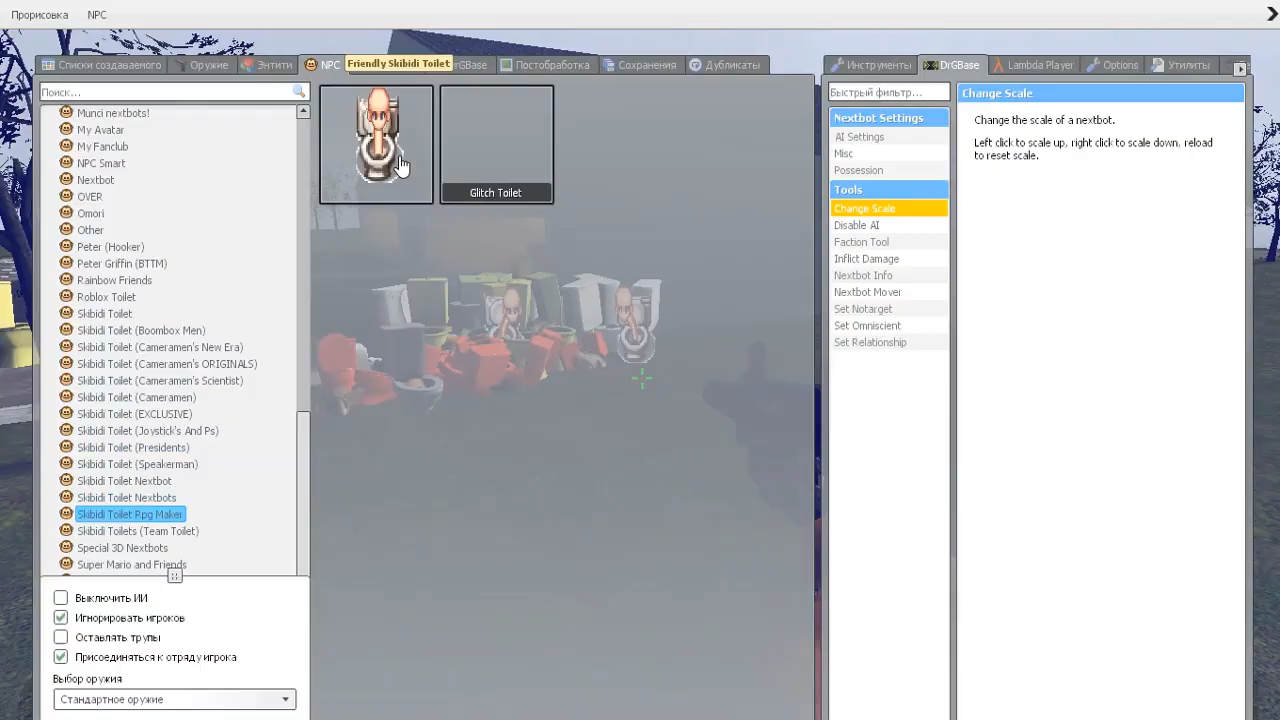 Прорисовка NPC
Списки создаваемого Оружие Энтити NPC Friendly Skibidi Toilet rGBase Постобработка Сохранения Дубликаты
Инструменты DrGBase Lambda Player Options Утилиты
Поиск...
Munci nextbots!
My Avatar
My Fanclub
NPC Smart
Nextbot
OVER
Omori
Other
Peter (Hooker)
Peter Griffin (BTTM)
Rainbow Friends
Roblox Toilet
Skibidi Toilet
Skibidi Toilet (Boombox Men)
Skibidi Toilet (Cameramen's New Era)
Skibidi Toilet (Cameramen's ORIGINALS)
Skibidi Toilet (Cameramen's Scientist)
Skibidi Toilet (Cameramen)
Skibidi Toilet (EXCLUSIVE)
Skibidi Toilet (Joystick's And Ps)
Skibidi Toilet (Presidents)
Skibidi Toilet (Speakerman)
Skibidi Toilet Nextbot
Skibidi Toilet Nextbots
Skibidi Toilet Rpg Maker
Skibidi Toilets (Team Toilet)
Special 3D Nextbots
Super Mario and Friends
Выключить ИИ
Игнорировать игроков
Оставлять трупы
Присоединяться к отряду игрока
Выбор оружия
Стандартное оружие
Glitch Toilet
Быстрый фильтр...
Nextbot Settings
AI Settings
Misc
Possession
Tools
Change Scale
Disable AI
Faction Tool
Inflict Damage
Nextbot Info
Nextbot Mover
Set Notarget
Set Omniscient
Set Relationship
Change Scale
Change the scale of a nextbot.
Left click to scale up, right click to scale down, reload
to reset scale.